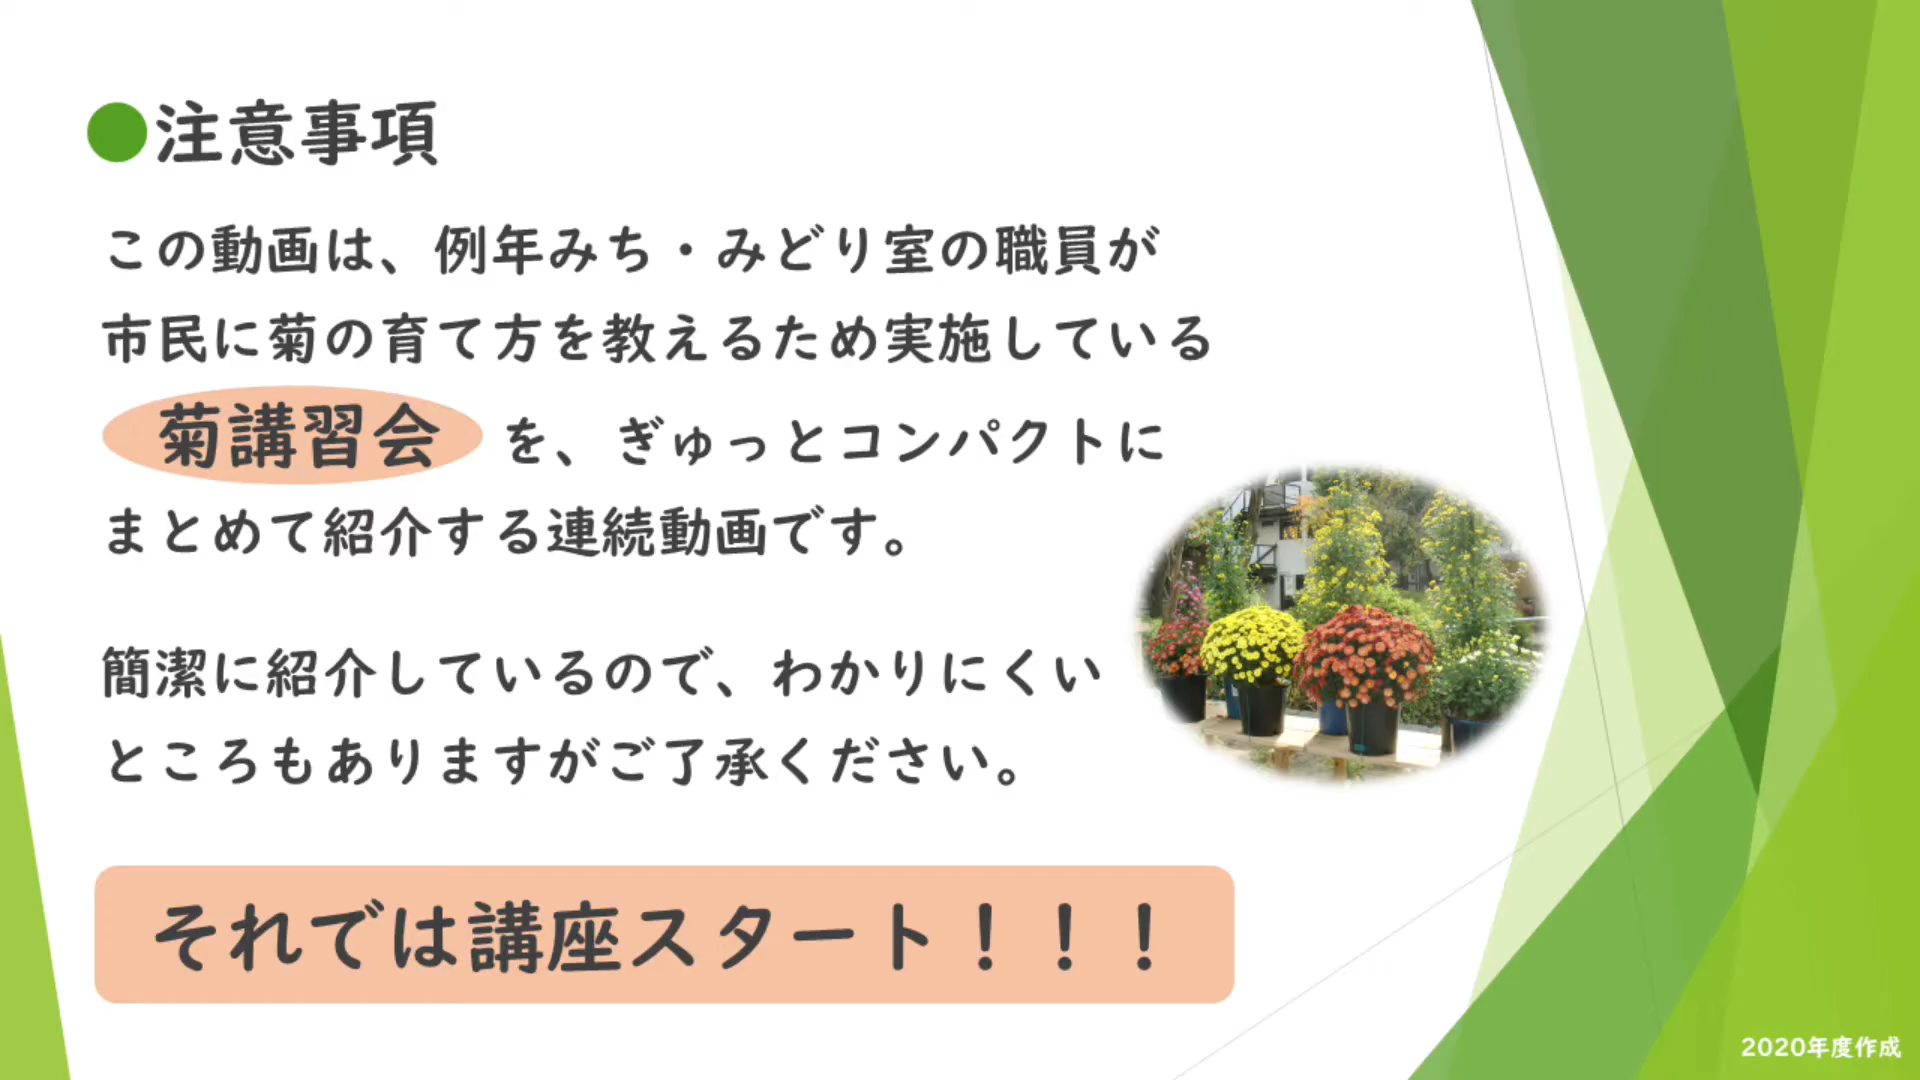 ●注意事項
この動画は、例年みち・みどり室の職員が
市民に菊の育て方を教えるため実施している
菊講習会 を、ぎゅっとコンパクトに
まとめて紹介する連続動画です。
簡潔に紹介しているので、わかりにくい
ところもありますがご了承ください。
それでは講座スタート！！！
2020年度作成